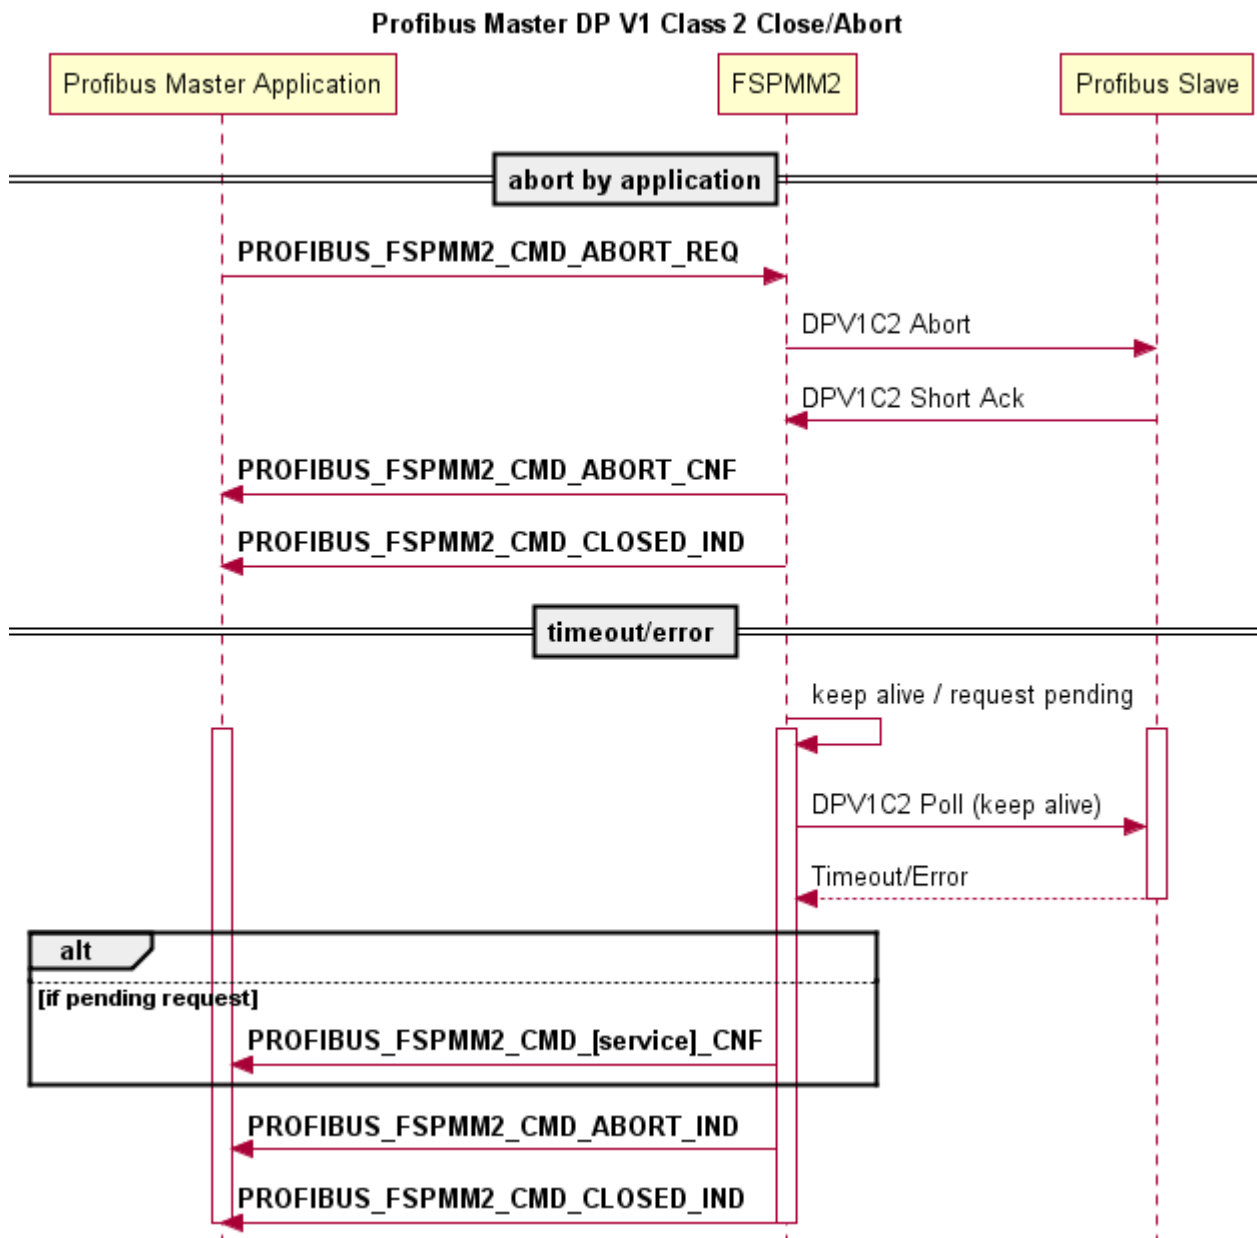 Profibus Master DP V1 Class 2 Close/Abort
Profibus Master Application
FSPMM2
Profibus Slave
abort by application
PROFIBUS_FSPMM2_CMD_ABORT_REQ
DPV1C2 Abort
DPV1C2 Short Ack
PROFIBUS_FSPMM2_CMD_ABORT_CNF
PROFIBUS_FSPMM2_CMD_CLOSED_IND
timeout/error
keep alive / request pending
DPV1C2 Poll (keep alive)
Timeout/Error
alt
[if pending request]
PROFIBUS_FSPMM2_CMD_[service]_CNF
PROFIBUS_FSPMM2_CMD_ABORT_IND
PROFIBUS_FSPMM2_CMD_CLOSED_IND